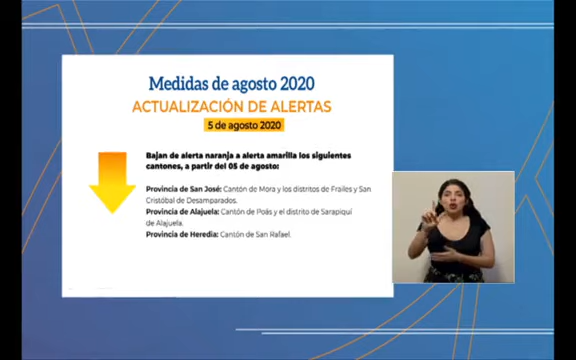 Medidas de agosto 2020
ACTUALIZACIÓN DE ALERTAS
5 de agosto 2020
Bajan de alerta naranja a alerta amarilla los siguientes
cantones, a partir del 05 de agosto:
Provincia de San José: Cantón de Mora y los distritos de Frailes y San
Cristóbal de Desamparados.
Provincia de Alajuela: Cantón de Poás y el distrito de Sarapiquí
de Alajuela.
Provincia de Heredia: Cantón de San Rafael.